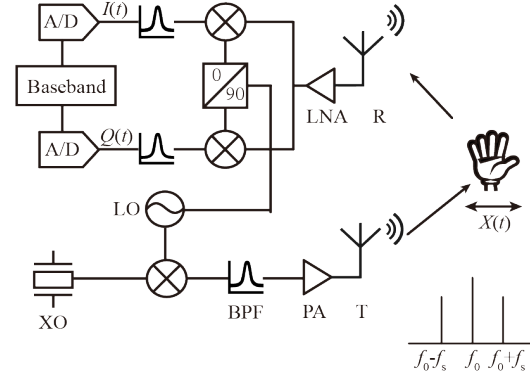 A/D
I(t)
0
90
Baseband
LNA
R
A/D
Q(t)
LO
X(t)
XO
BPF
PA
T
f₀-fₛ
f₀
f₀+fₛ